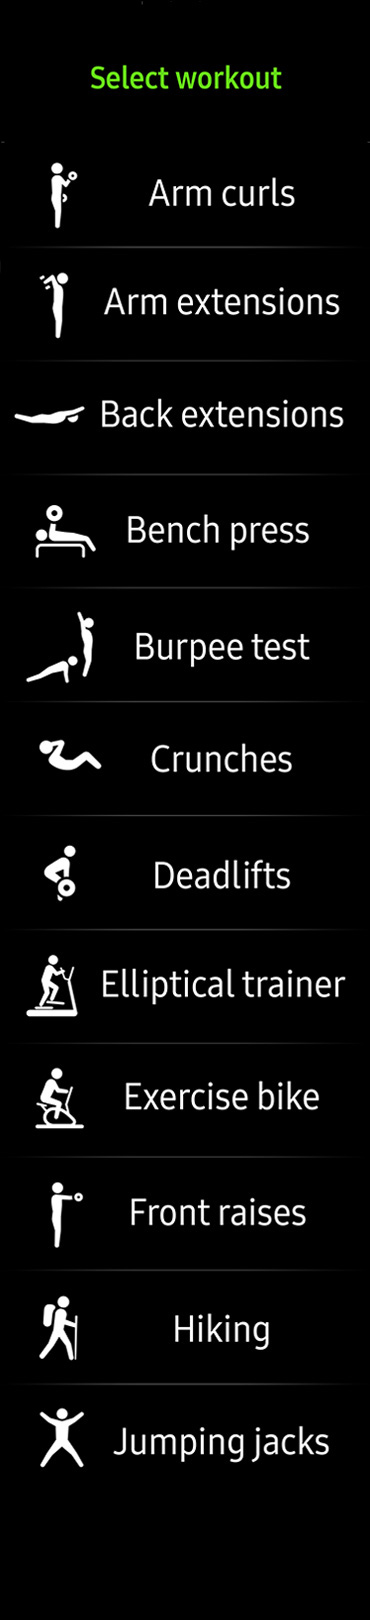 Select workout
Arm curls
Arm extensions
Back extensions
Bench press
Burpee test
Crunches
Deadlifts
Elliptical trainer
Exercise bike
Front raises
Hiking
Jumping jacks